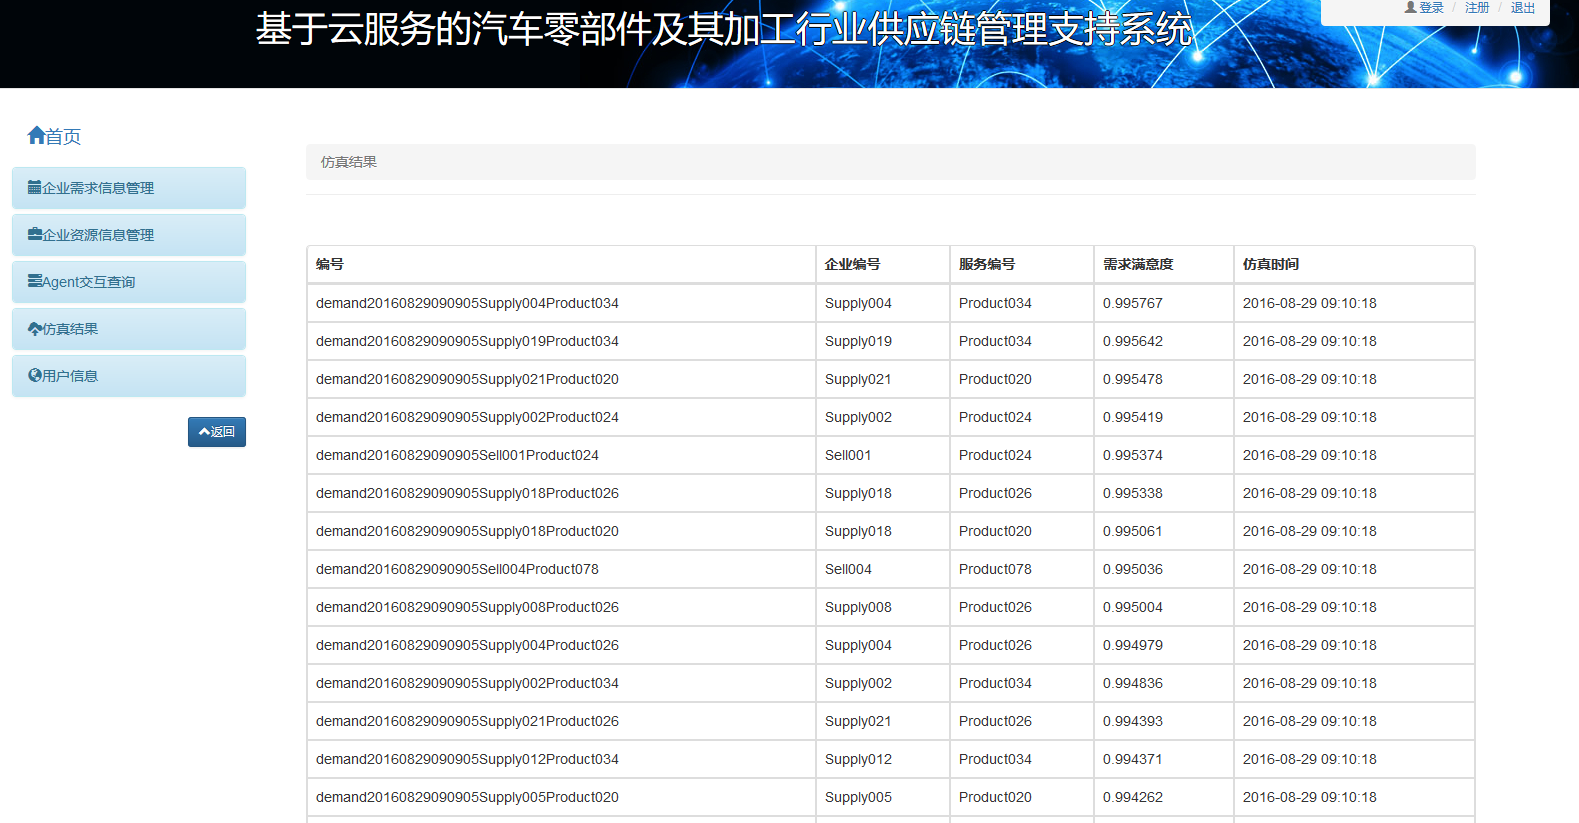 基于云服务的汽车零部件及其加工行业供应链管理支持系统
登录 / 注册 / 退出
首页
企业需求信息管理
企业资源信息管理
Agent交互查询
仿真结果
用户信息
返回
仿真结果
编号 企业编号 服务编号 需求满意度 仿真时间
demand20160829090905Supply004Product034 Supply004 Product034 0.995767 2016-08-29 09:10:18
demand20160829090905Supply019Product034 Supply019 Product034 0.995642 2016-08-29 09:10:18
demand20160829090905Supply021Product020 Supply021 Product020 0.995478 2016-08-29 09:10:18
demand20160829090905Supply002Product024 Supply002 Product024 0.995419 2016-08-29 09:10:18
demand20160829090905Sell001Product024 Sell001 Product024 0.995374 2016-08-29 09:10:18
demand20160829090905Supply018Product026 Supply018 Product026 0.995338 2016-08-29 09:10:18
demand20160829090905Supply018Product020 Supply018 Product020 0.995061 2016-08-29 09:10:18
demand20160829090905Sell004Product078 Sell004 Product078 0.995036 2016-08-29 09:10:18
demand20160829090905Supply008Product026 Supply008 Product026 0.995004 2016-08-29 09:10:18
demand20160829090905Supply004Product026 Supply004 Product026 0.994979 2016-08-29 09:10:18
demand20160829090905Supply002Product034 Supply002 Product034 0.994836 2016-08-29 09:10:18
demand20160829090905Supply021Product026 Supply021 Product026 0.994393 2016-08-29 09:10:18
demand20160829090905Supply012Product034 Supply012 Product034 0.994371 2016-08-29 09:10:18
demand20160829090905Supply005Product020 Supply005 Product020 0.994262 2016-08-29 09:10:18